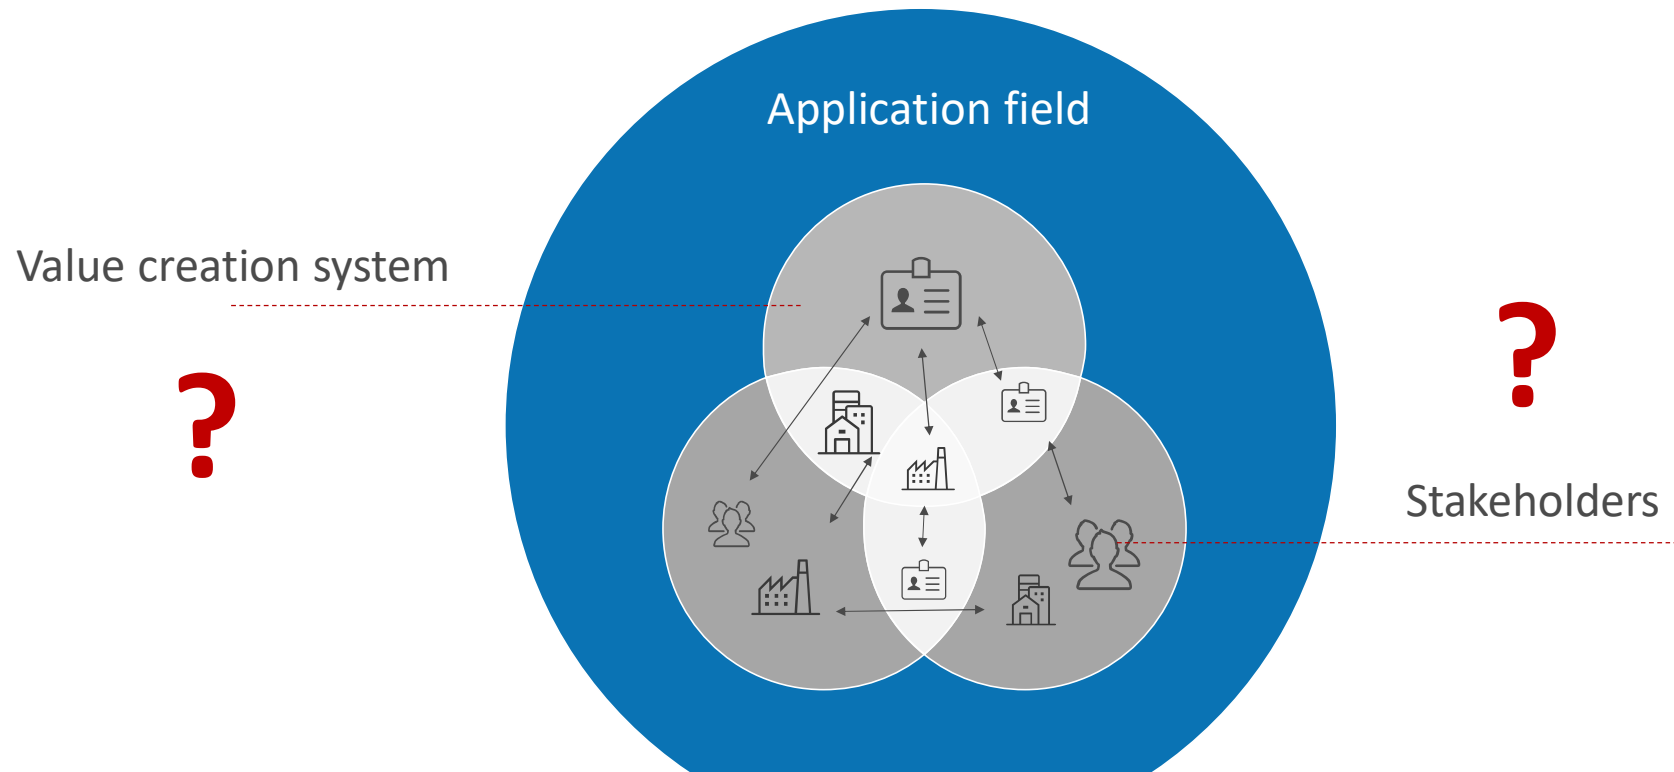 Application field
Value creation system
?
?
Stakeholders